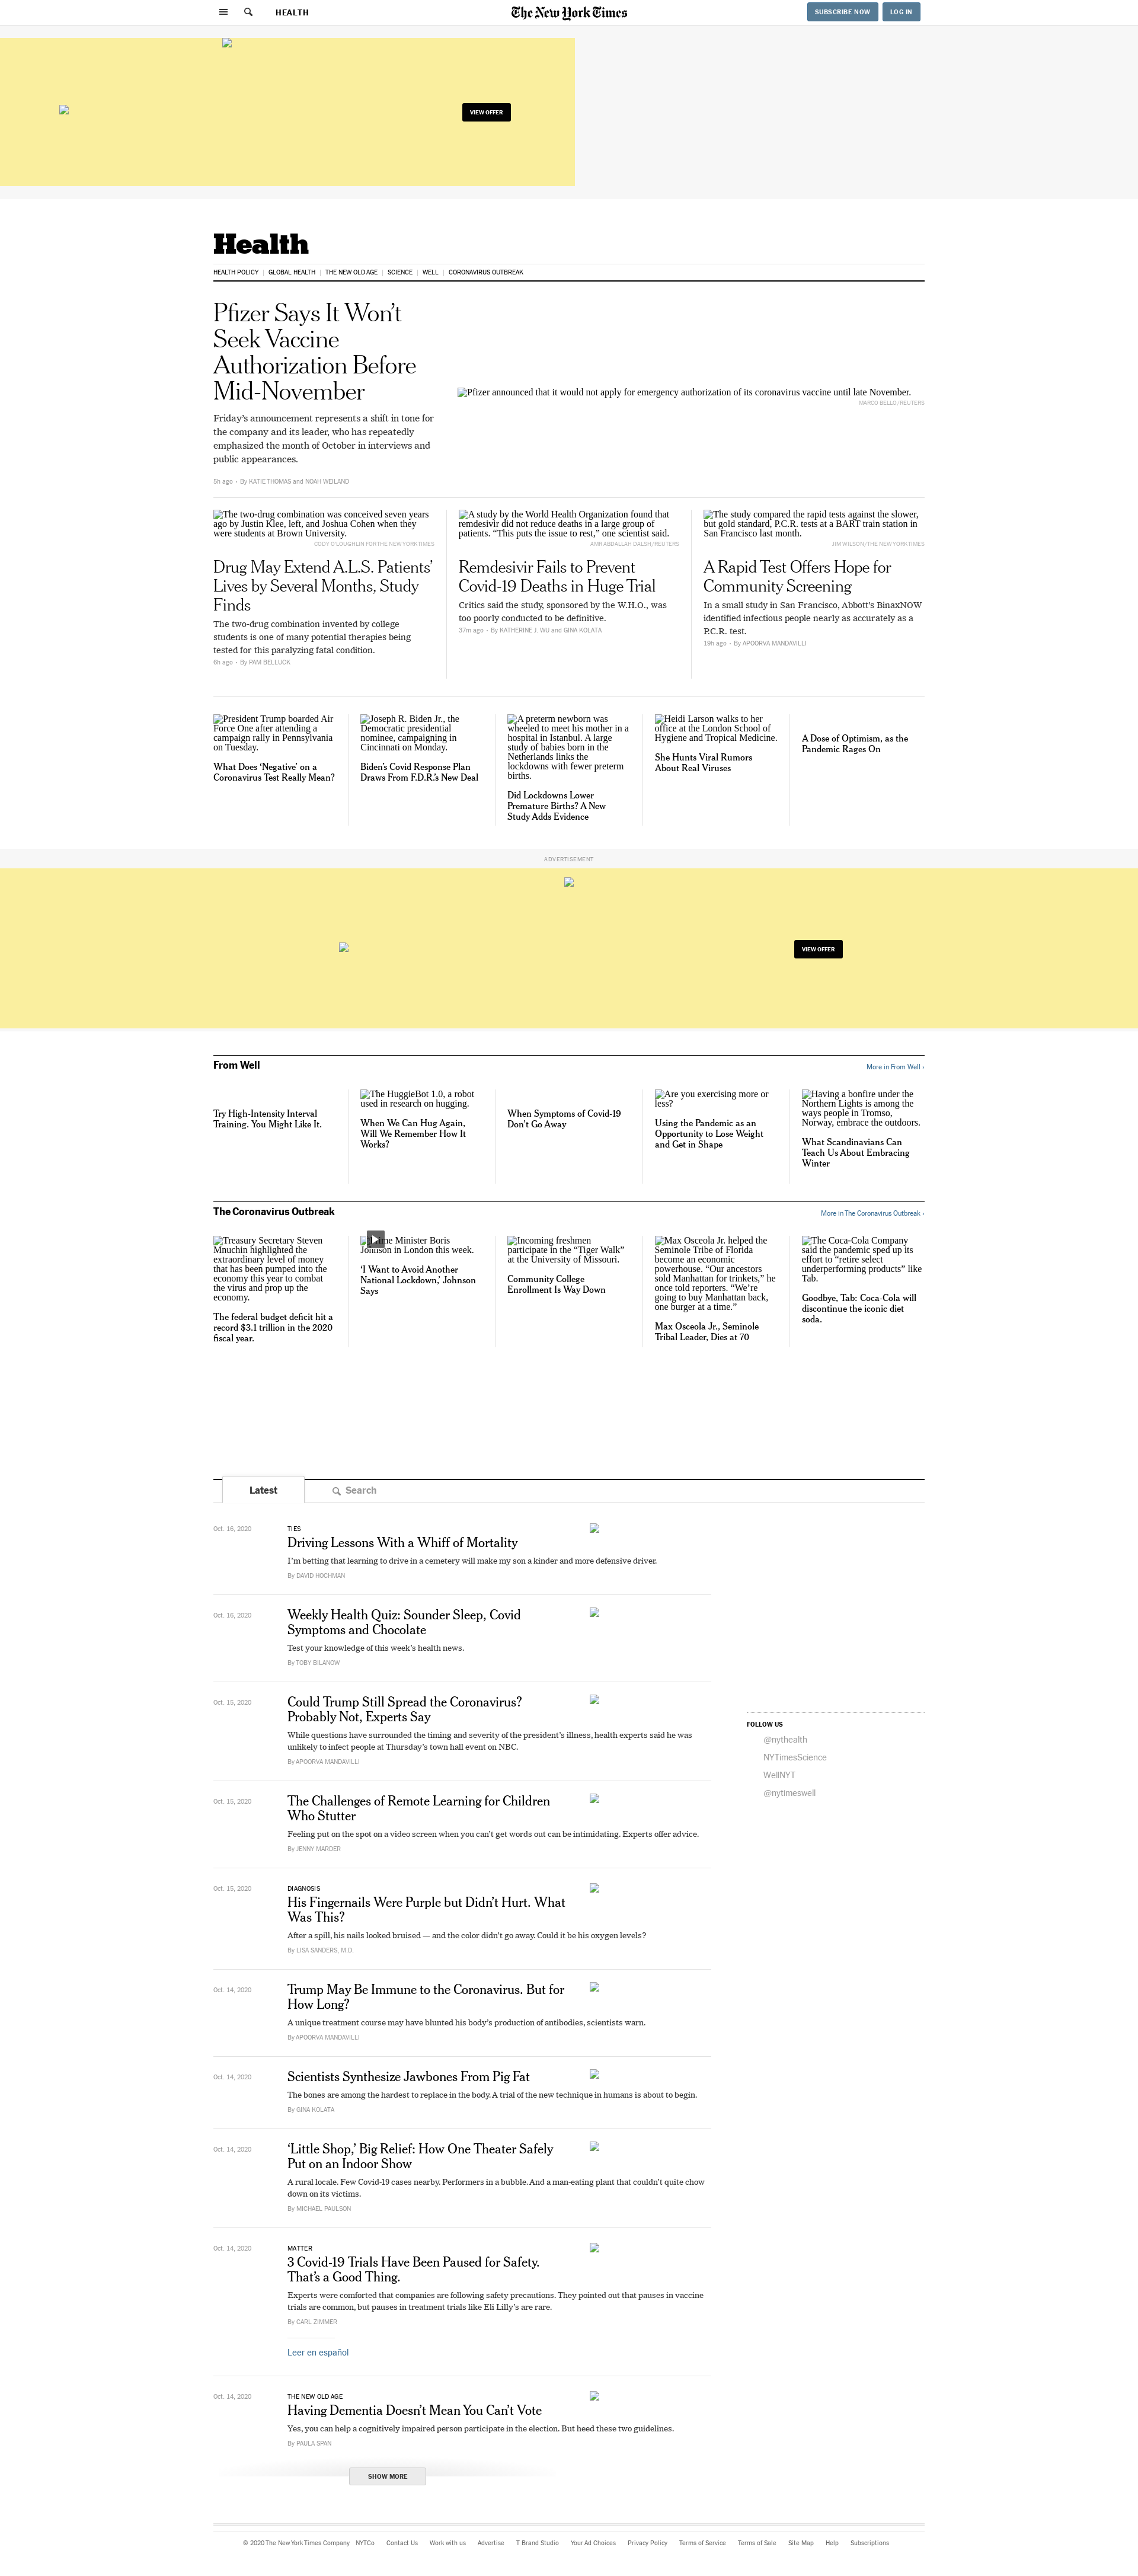 HEALTH
The New York Times
SUBSCRIBE NOW
LOG IN
VIEW OFFER
Health
HEALTH POLICY
GLOBAL HEALTH
THE NEW OLD AGE
SCIENCE
WELL
CORONAVIRUS OUTBREAK
Pfizer Says It Won’t
Seek Vaccine
Authorization Before
Mid-November
Friday’s announcement represents a shift in tone for
the company and its leader, who has repeatedly
emphasized the month of October in interviews and
public appearances.
5h ago • By KATIE THOMAS and NOAH WEILAND
Pfizer announced that it would not apply for emergency authorization of its coronavirus vaccine until late November.
MARCO BELLO/REUTERS
The two-drug combination was conceived seven years
ago by Justin Klee, left, and Joshua Cohen when they
were students as Brown University.
CODY O’LOUGHLIN FOR THE NEW YORK TIMES
Drug May Extend A.L.S. Patients’
Lives by Several Months, Study
Finds
The two-drug combination invented by college
students is one of many potential therapies being
tested for this paralyzing fatal condition.
6h ago • By PAM BELLUCK
A study by the World Health Organization found that
remdesivir did not reduce deaths in a large group of
patients. “This puts the issue to rest,” one scientist said.
AMR ABDALLAH DALSH/REUTERS
Remdesivir Fails to Prevent
Covid-19 Deaths in Huge Trial
Critics said the study, sponsored by the W.H.O., was
too poorly conducted to be definitive.
37m ago • By KATHERINE J. WU and GINA KOLATA
The study compared the rapid tests against the slower,
but gold standard, P.C.R. tests at a BART train station in
San Francisco last month.
JIM WILSON/THE NEW YORK TIMES
A Rapid Test Offers Hope for
Community Screening
In a small study in San Francisco, Abbott’s BinaxNOW
identified infectious people nearly as accurately as a
P.C.R. test.
19h ago • By APOORVA MANDAVILLI
President Trump boarded Air
Force One after attending a
campaign rally in Pennsylvania
on Tuesday.
What Does ‘Negative’ on a
Coronavirus Test Really Mean?
Joseph R. Biden Jr., the
Democratic presidential
nominee, campaigning in
Cincinnati on Monday.
Biden’s Covid Response Plan
Draws From F.D.R.’s New Deal
A preterm newborn was
wheeled to meet his mother in a
hospital in Istanbul. A large
study of babies born in the
Netherlands links the
lockdowns with fewer preterm
births.
Did Lockdowns Lower
Premature Births? A New
Study Adds Evidence
Heidi Larson walks to her
office at the London School of
Hygiene and Tropical Medicine.
She Hunts Viral Rumors
About Real Viruses
A Dose of Optimism, as the
Pandemic Rages On
ADVERTISEMENT
VIEW OFFER
From Well
More in From Well ›
Try High-Intensity Interval
Training. You Might Like It.
The HuggieBot 1.0, a robot
used in research on hugging.
When We Can Hug Again,
Will We Remember How It
Works?
When Symptoms of Covid-19
Don’t Go Away
Are you exercising more or
less?
Using the Pandemic as an
Opportunity to Lose Weight
and Get in Shape
Having a bonfire under the
Northern Lights is among the
ways people in Tromso,
Norway, embrace the outdoors.
What Scandinavians Can
Teach Us About Embracing
Winter
The Coronavirus Outbreak
More in The Coronavirus Outbreak ›
Treasury Secretary Steven
Mnuchin highlighted the
extraordinary level of money
that has been pumped into the
economy this year to combat
the virus and prop up the
economy.
The federal budget deficit hit a
record $3.1 trillion in the 2020
fiscal year.
Minister Boris
Johnson in London this week.
‘I Want to Avoid Another
National Lockdown,’ Johnson
Says
Incoming freshmen
participate in the “Tiger Walk”
at the University of Missouri.
Community College
Enrollment Is Way Down
Max Osceola Jr. helped the
Seminole Tribe of Florida
become an economic
powerhouse. “Our ancestors
sold Manhattan for trinkets,” he
once told reporters. “We’re
going to buy Manhattan back,
one burger at a time.”
Max Osceola Jr., Seminole
Tribal Leader, Dies at 70
The Coca-Cola Company
said the pandemic sped up its
effort to “retire select
underperforming products” like
Tab.
Goodbye, Tab: Coca-Cola will
discontinue the iconic diet
soda.
Latest
Search
Oct. 16, 2020
TIES
Driving Lessons With a Whiff of Mortality
I’m betting that learning to drive in a cemetery will make my son a kinder and more defensive driver.
By DAVID HOCHMAN
Oct. 16, 2020
Weekly Health Quiz: Sounder Sleep, Covid
Symptoms and Chocolate
Test your knowledge of this week’s health news.
By TOBY BILANOW
Oct. 15, 2020
Could Trump Still Spread the Coronavirus?
Probably Not, Experts Say
While questions have surrounded the timing and severity of the president’s illness, health experts said he was
unlikely to infect people at Thursday’s town hall event on NBC.
By APOORVA MANDAVILLI
FOLLOW US
@nythealth
NYTimesScience
WellNYT
@nytimeswell
Oct. 15, 2020
The Challenges of Remote Learning for Children
Who Stutter
Feeling put on the spot on a video screen when you can’t get words out can be intimidating. Experts offer advice.
By JENNY MARDER
Oct. 15, 2020
DIAGNOSIS
His Fingernails Were Purple but Didn’t Hurt. What
Was This?
After a spill, his nails looked bruised — and the color didn’t go away. Could it be his oxygen levels?
By LISA SANDERS, M.D.
Oct. 14, 2020
Trump May Be Immune to the Coronavirus. But for
How Long?
A unique treatment course may have blunted his body’s production of antibodies, scientists warn.
By APOORVA MANDAVILLI
Oct. 14, 2020
Scientists Synthesize Jawbones From Pig Fat
The bones are among the hardest to replace in the body. A trial of the new technique in humans is about to begin.
By GINA KOLATA
Oct. 14, 2020
‘Little Shop,’ Big Relief: How One Theater Safely
Put on an Indoor Show
A rural locale. Few Covid-19 cases nearby. Performers in a bubble. And a man-eating plant that couldn’t quite chow
down on its victims.
By MICHAEL PAULSON
Oct. 14, 2020
MATTER
3 Covid-19 Trials Have Been Paused for Safety.
That’s a Good Thing.
Experts were comforted that companies are following safety precautions. They pointed out that pauses in vaccine
trials are common, but pauses in treatment trials like Eli Lilly’s are rare.
By CARL ZIMMER
Leer en español
Oct. 14, 2020
THE NEW OLD AGE
Having Dementia Doesn’t Mean You Can’t Vote
Yes, you can help a cognitively impaired person participate in the election. But heed these two guidelines.
By PAULA SPAN
SHOW MORE
© 2020 The New York Times Company
NYTCo
Contact Us
Work with us
Advertise
T Brand Studio
Your Ad Choices
Privacy Policy
Terms of Service
Terms of Sale
Site Map
Help
Subscriptions